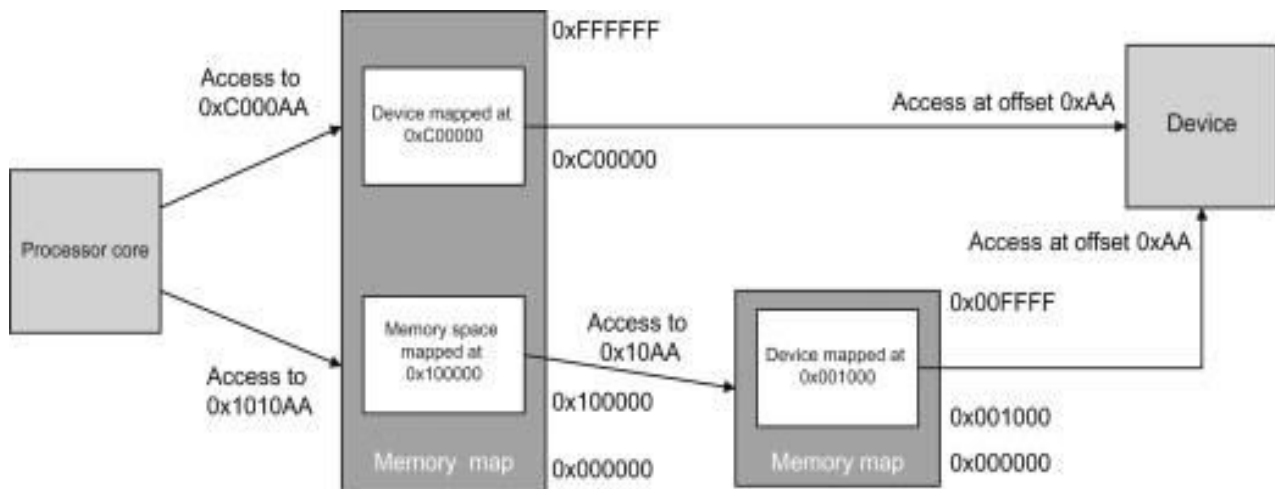 0xFFFFFF
Access to
0xC000AA
Device mapped at
0xC00000
Access at offset 0xAA
Device
0xC00000
Processor core
Access at offset 0xAA
Memory space
mapped at
0x100000
Access to
0x10AA
0x00FFFF
Device mapped at
0x001000
Access to
0x1010AA
0x100000
0x001000
Memory map
0x000000
Memory map
0x000000